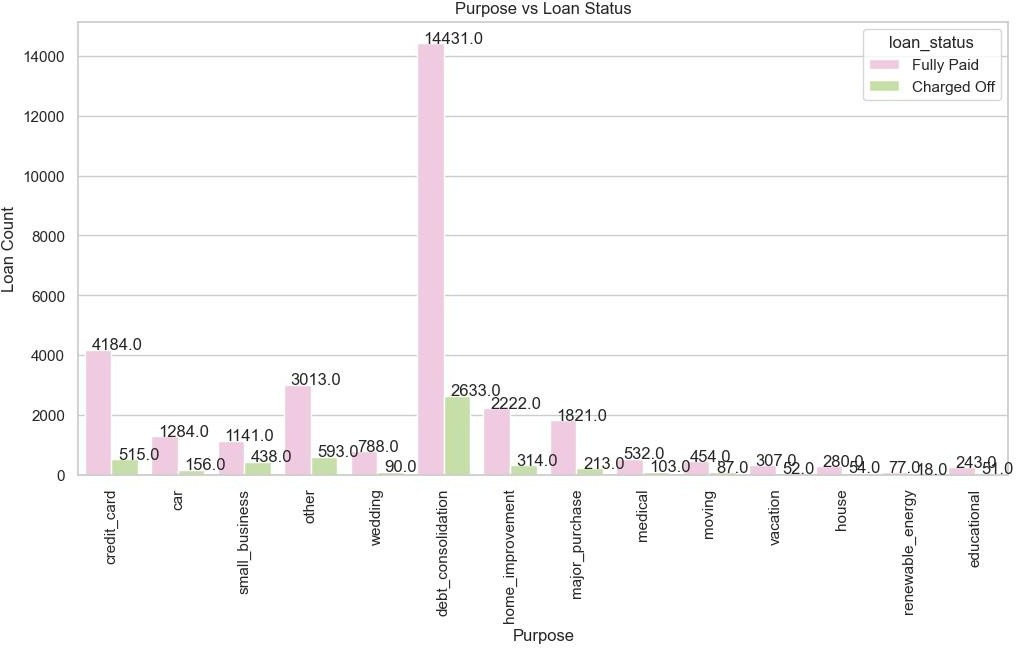 Purpose vs Loan Status
loan_status
Fully Paid
Charged Off
Loan Count
14000
12000
10000
8000
6000
4000
2000
0
4184.0
515.0
1284.0
156.0
1141.0
438.0
3013.0
593.0
788.0
90.0
14431.0
2633.0
2222.0
314.0
1821.0
213.0
532.0
103.0
454.0
87.0
307.0
52.0
280.0
54.0
77.0
18.0
243.0
51.0
credit_card
car
small_business
other
wedding
debt_consolidation
home_improvement
major_purchase
medical
moving
vacation
house
renewable_energy
educational
Purpose